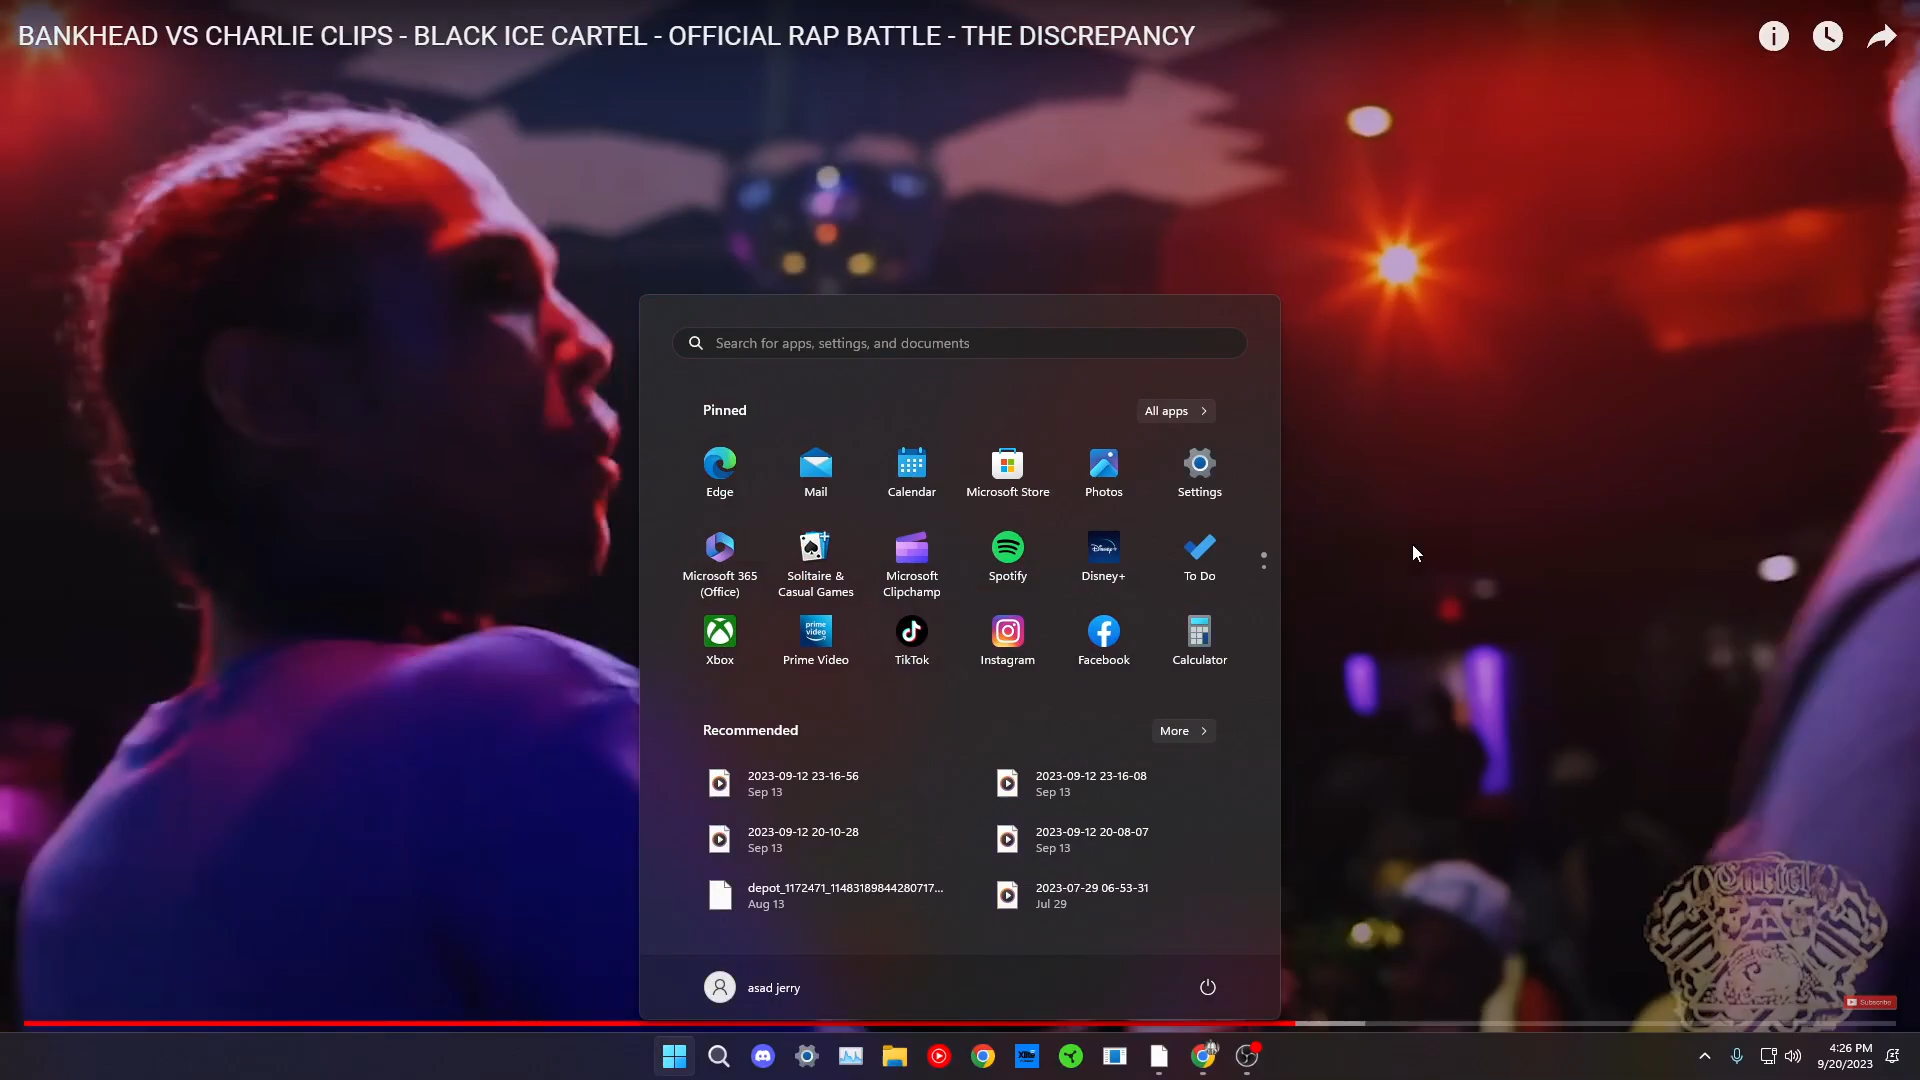 BANKHEAD VS CHARLIE CLIPS - BLACK ICE CARTEL - OFFICIAL RAP BATTLE - THE DISCREPANCY
Search for apps, settings, and documents
Pinned
All apps
Edge
Mail
Calendar
Microsoft Store
Photos
Settings
Microsoft 365
(Office)
Solitaire &
Casual Games
Microsoft
Clipchamp
Spotify
Disney+
Disney+
To Do
Xbox
prime
video
Prime Video
TikTok
Instagram
Facebook
Calculator
Recommended
More
2023-09-12 23-16-56
Sep 13
2023-09-12 23-16-08
Sep 13
2023-09-12 20-10-28
Sep 13
2023-09-12 20-08-07
Sep 13
depot_1172471_11483189844280717...
Aug 13
2023-07-29 06-53-31
Jul 29
asad jerry
Cartel
Subscribe
4:26 PM
9/20/2023